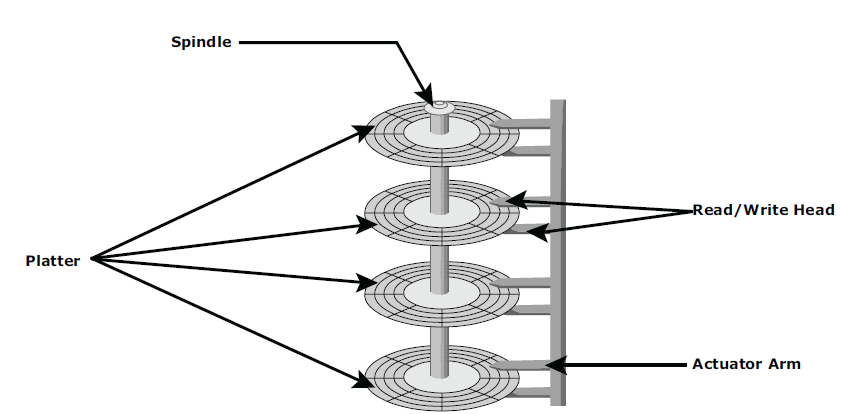 Spindle
Read/Write Head
Platter
Actuator Arm